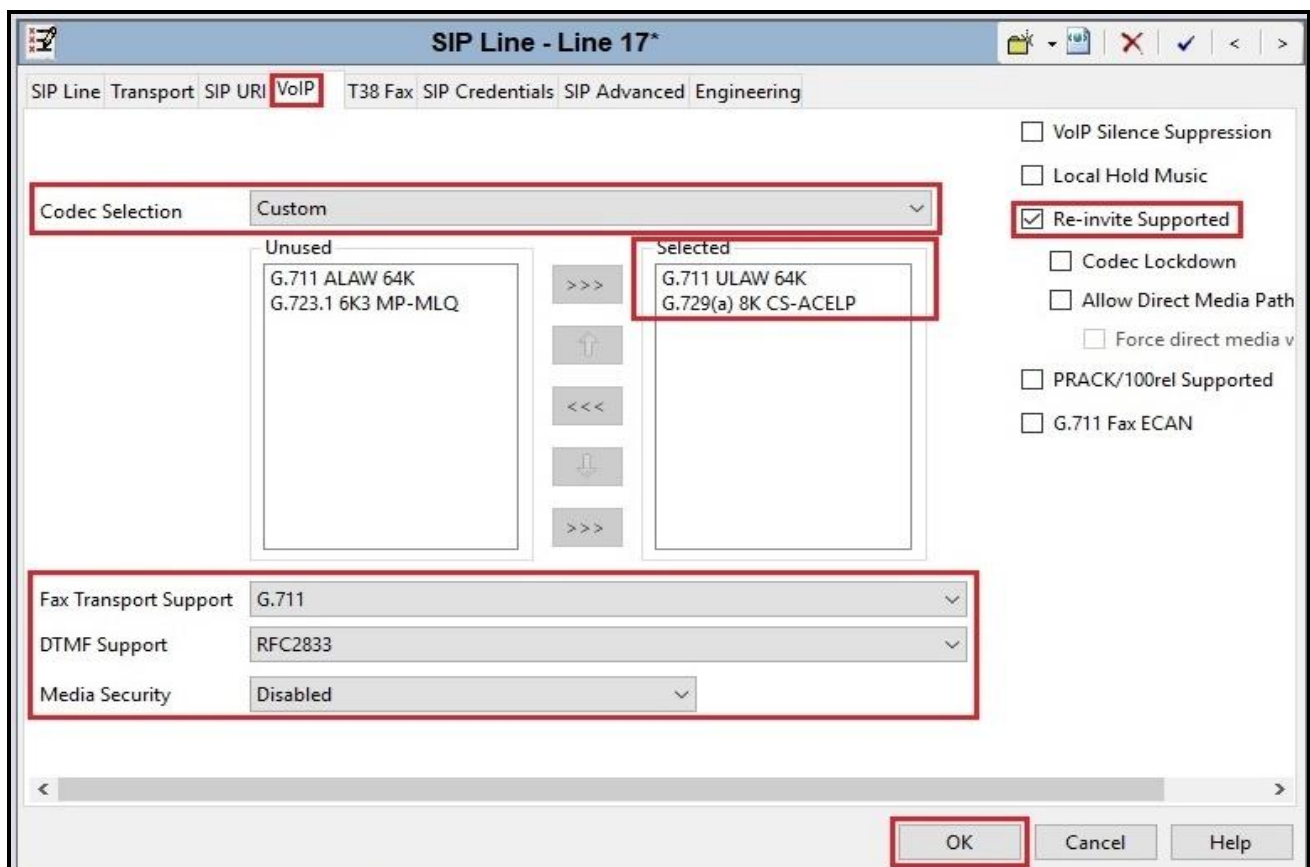 SIP Line - Line 17*
SIP Line Transport SIP URI VoIP T38 Fax SIP Credentials SIP Advanced Engineering
VoIP Silence Suppression
Local Hold Music
Codec Selection Custom
Re-invite Supported
Unused Selected
Codec Lockdown
G.711 ALAW 64K >>> G.711 ULAW 64K
G.723.1 6K3 MP-MLQ G.729(a) 8K CS-ACELP
Allow Direct Media Path
Force direct media w
PRACK/100rel Supported
<<<
G.711 Fax ECAN
>>>
Fax Transport Support G.711
DTMF Support RFC2833
Media Security Disabled
OK Cancel Help